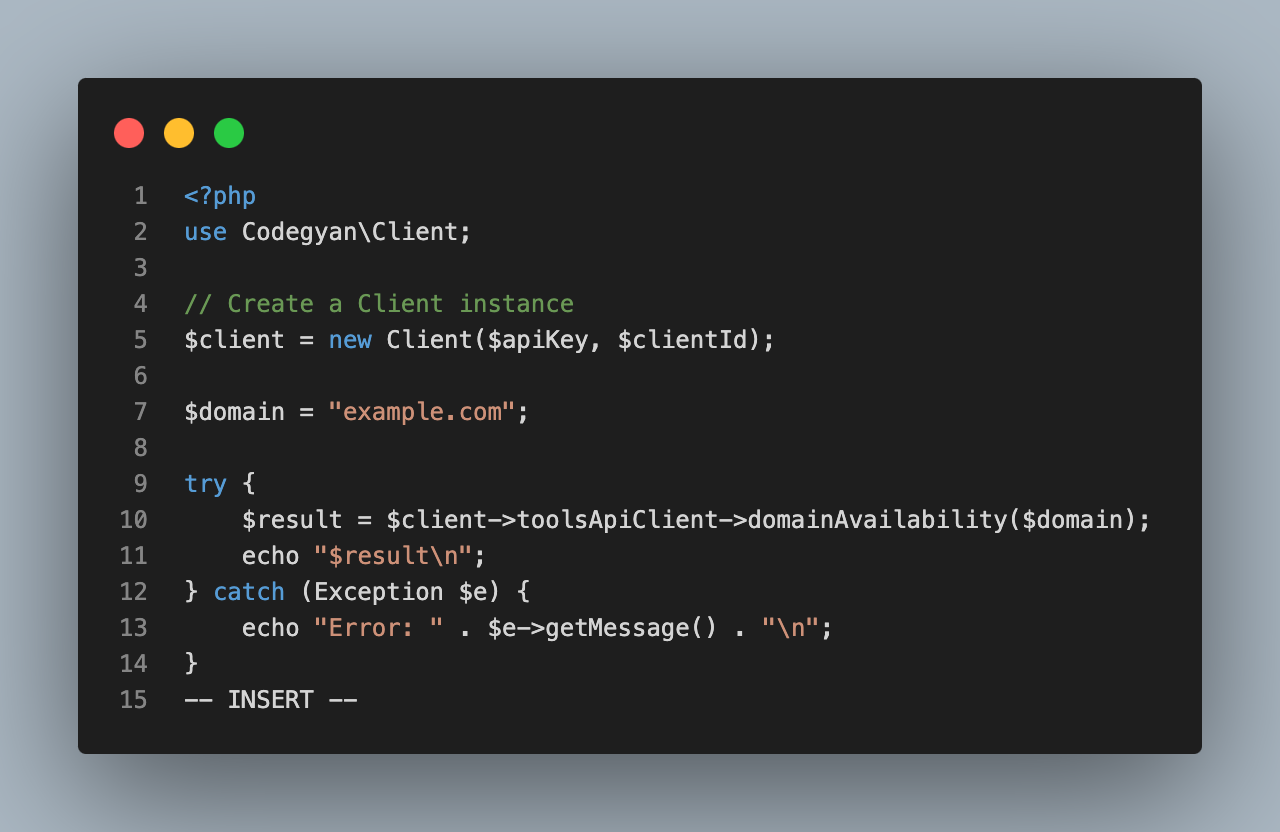 1 <?php
2 use Codegyan\Client;
3
4 // Create a Client instance
5 $client = new Client($apiKey, $clientId);
6
7 $domain = "example.com";
8
9 try {
10     $result = $client->toolsApiClient->domainAvailability($domain);
11     echo "$result\n";
12 } catch (Exception $e) {
13     echo "Error: " . $e->getMessage() . "\n";
14 }
15 -- INSERT --